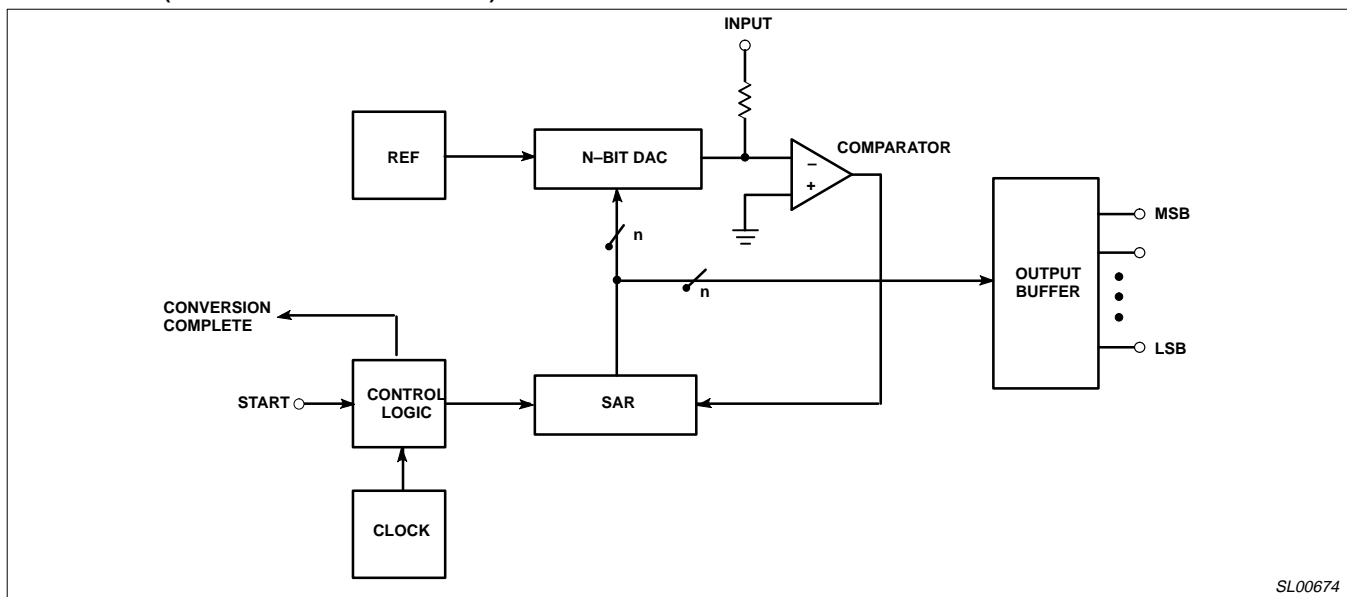 INPUT
REF
N–BIT DAC
COMPARATOR
–
+
n
n
MSB
OUTPUT
BUFFER
LSB
CONVERSION
COMPLETE
START
CONTROL
LOGIC
SAR
CLOCK
SL00674